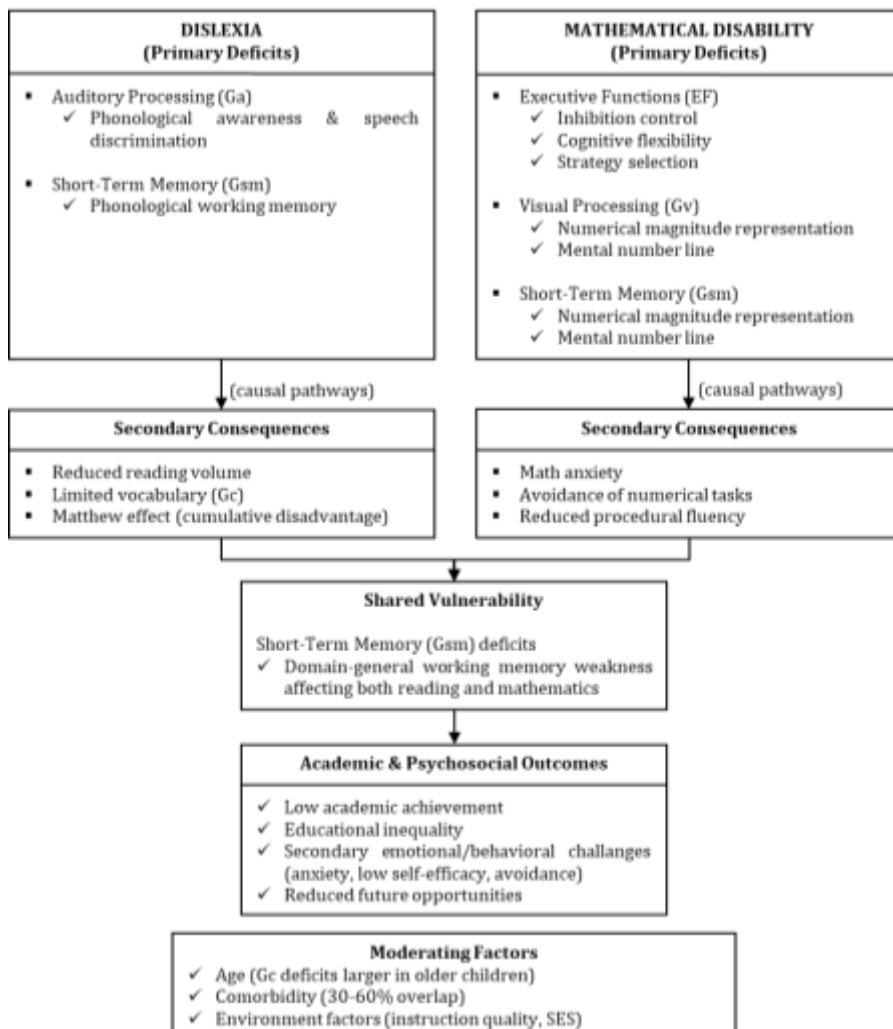 DISLEXIA
(Primary Deficits)
▪ Auditory Processing (Ga)
✓ Phonological awareness & speech
discrimination
▪ Short-Term Memory (Gsm)
✓ Phonological working memory
MATHEMATICAL DISABILITY
(Primary Deficits)
▪ Executive Functions (EF)
✓ Inhibition control
✓ Cognitive flexibility
✓ Strategy selection
▪ Visual Processing (Gv)
✓ Numerical magnitude representation
✓ Mental number line
▪ Short-Term Memory (Gsm)
✓ Numerical magnitude representation
✓ Mental number line
(causal pathways)
(causal pathways)
Secondary Consequences
▪ Reduced reading volume
▪ Limited vocabulary (Gc)
▪ Matthew effect (cumulative disadvantage)
Secondary Consequences
▪ Math anxiety
▪ Avoidance of numerical tasks
▪ Reduced procedural fluency
Shared Vulnerability
Short-Term Memory (Gsm) deficits
✓ Domain-general working memory weakness
affecting both reading and mathematics
Academic & Psychosocial Outcomes
✓ Low academic achievement
✓ Educational inequality
✓ Secondary emotional/behavioral challanges
(anxiety, low self-efficacy, avoidance)
✓ Reduced future opportunities
Moderating Factors
✓ Age (Gc deficits larger in older children)
✓ Comorbidity (30-60% overlap)
✓ Environment factors (instruction quality, SES)